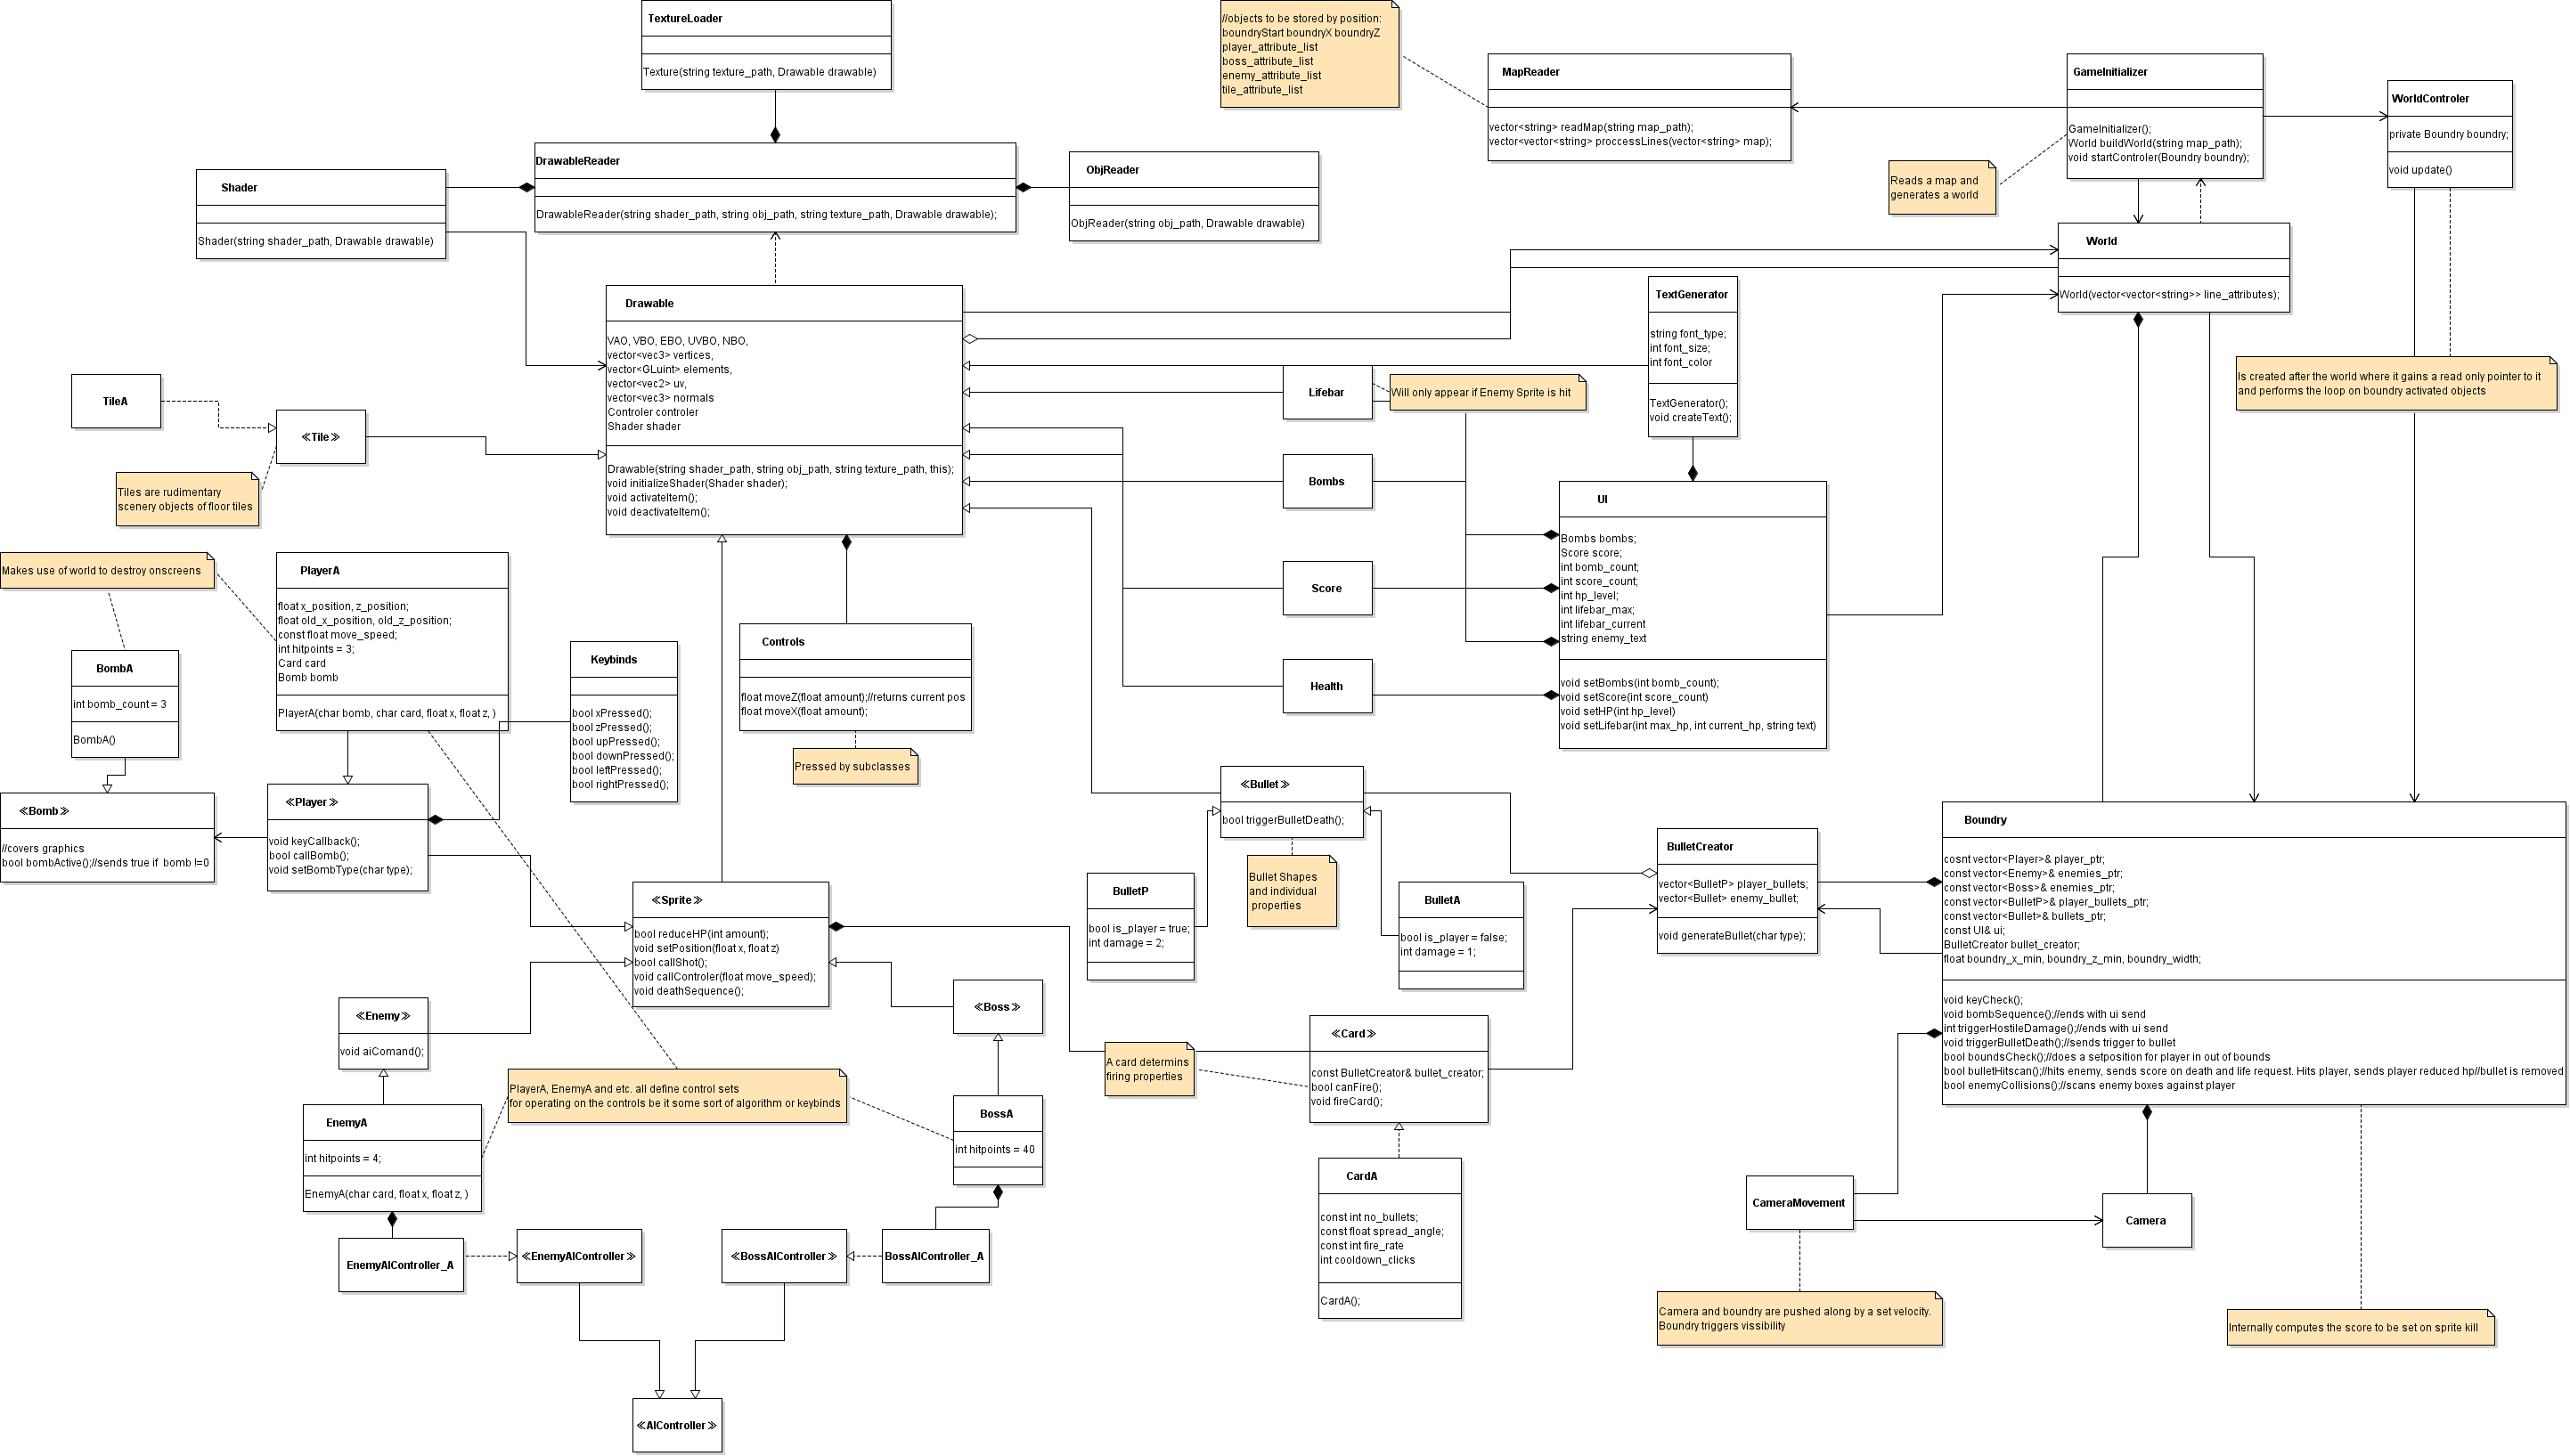 TextureLoader
Texture(string texture_path, Drawable drawable)
//objects to be stored by position:
boundryStart boundryX boundryZ
player_attribute_list
boss_attribute_list
enemy_attribute_list
tile_attribute_list
MapReader
vector<string> readMap(string map_path);
vector<vector<string> proccessLines(vector<string> map);
GameInitializer
GameInitializer();
World buildWorld(string map_path);
void startControler(Boundry boundry);
WorldControler
private Boundry boundry;
void update()
Reads a map and
generates a world
DrawableReader
DrawableReader(string shader_path, string obj_path, string texture_path, Drawable drawable);
Shader
Shader(string shader_path, Drawable drawable)
ObjReader
ObjReader(string obj_path, Drawable drawable)
World
World(vector<vector<string>> line_attributes);
Drawable
VAO, VBO, EBO, UVBO, NBO,
vector<vec3> vertices,
vector<GLuint> elements,
vector<vec2> uv,
vector<vec3> normals
Controler controler
Shader shader
Drawable(string shader_path, string obj_path, string texture_path, this);
void initializeShader(Shader shader);
void activateItem();
void deactivateItem();
TextGenerator
string font_type;
int font_size;
int font_color
TextGenerator();
void createText();
Lifebar
Will only appear if Enemy Sprite is hit
Is created after the world where it gains a read only pointer to it
and performs the loop on boundry activated objects
TileA
≪Tile≫
Tiles are rudimentary
scenery objects of floor tiles
Bombs
Score
Health
UI
Bombs bombs;
Score score;
int bomb_count;
int score_count;
int hp_level;
int lifebar_max;
int lifebar_current
string enemy_text
void setBombs(int bomb_count);
void setScore(int score_count)
void setHP(int hp_level)
void setLifebar(int max_hp, int current_hp, string text)
Makes use of world to destroy onscreens
PlayerA
float x_position, z_position;
float old_x_position, old_z_position;
const float move_speed;
int hitpoints = 3;
Card card
Bomb bomb
PlayerA(char bomb, char card, float x, float z, )
BombA
int bomb_count = 3
BombA()
Keybinds
bool xPressed();
bool zPressed();
bool upPressed();
bool downPressed();
bool leftPressed();
bool rightPressed();
Controls
float moveZ(float amount);//returns current pos
float moveX(float amount);
Pressed by subclasses
≪Bomb≫
//covers graphics
bool bombActive();//sends true if  bomb !=0
≪Player≫
void keyCallback();
bool callBomb();
void setBombType(char type);
≪Bullet≫
bool triggerBulletDeath();
Bullet Shapes
and individual
properties
BulletP
bool is_player = true;
int damage = 2;
BulletA
bool is_player = false;
int damage = 1;
BulletCreator
vector<BulletP> player_bullets;
vector<Bullet> enemy_bullet;
void generateBullet(char type);
Boundry
cosnt vector<Player>& player_ptr;
const vector<Enemy>& enemies_ptr;
const vector<Boss>& enemies_ptr;
const vector<BulletP>& player_bullets_ptr;
const vector<Bullet>& bullets_ptr;
const UI& ui;
BulletCreator bullet_creator;
float boundry_x_min, boundry_z_min, boundry_width;
void keyCheck();
void bombSequence();//ends with ui send
int triggerHostileDamage();//ends with ui send
void triggerBulletDeath();//sends trigger to bullet
bool boundsCheck();//does a setposition for player in out of bounds
bool bulletHitscan();//hits enemy, sends score on death and life request. Hits player, sends player reduced hp//bullet is removed
bool enemyCollisions();//scans enemy boxes against player
≪Sprite≫
bool reduceHP(int amount);
void setPosition(float x, float z)
bool callShot();
void callControler(float move_speed);
void deathSequence();
≪Boss≫
≪Enemy≫
void aiComand();
A card determins
firing properties
≪Card≫
const BulletCreator& bullet_creator;
bool canFire();
void fireCard();
PlayerA, EnemyA and etc. all define control sets
for operating on the controls be it some sort of algorithm or keybinds
EnemyA
int hitpoints = 4;
EnemyA(char card, float x, float z, )
BossA
int hitpoints = 40
CardA
const int no_bullets;
const float spread_angle;
const int fire_rate
int cooldown_clicks
CardA();
CameraMovement
Camera
EnemyAIController_A
≪EnemyAIController≫
≪BossAIController≫
BossAIController_A
Camera and boundry are pushed along by a set velocity.
Boundry triggers vissibility
Internally computes the score to be set on sprite kill
≪AIController≫